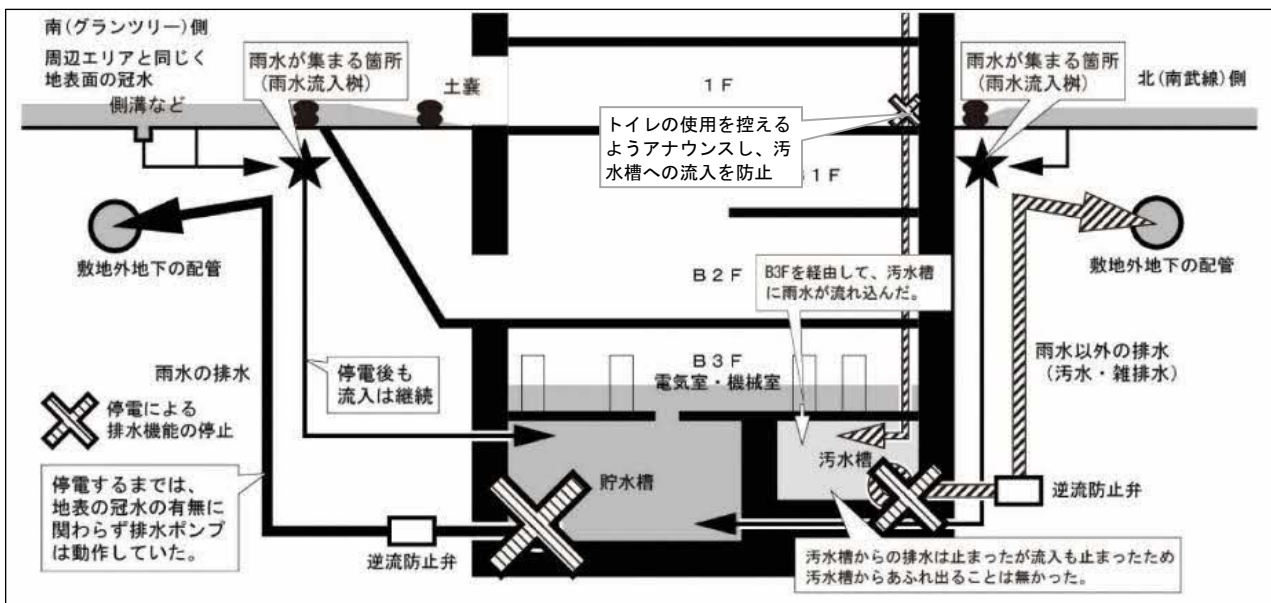 南(グランツリー)側
周辺エリアと同じく
地表面の冠水
側溝など
雨水が集まる箇所
(雨水流入桝)
土嚢
1F
トイレの使用を控える
ようアナウンスし、汚
水槽への流入を防止
雨水が集まる箇所
(雨水流入桝)
北(南武線)側
B1F
敷地外地下の配管
B2F
B3Fを経由して、汚水槽
に雨水が流れ込んだ。
敷地外地下の配管
雨水の排水
停電後も
流入は継続
B3F
電気室・機械室
雨水以外の排水
(汚水・雑排水)
停電による
排水機能の停止
停電するまでは、
地表の冠水の有無に
関わらず排水ポンプ
は動作していた。
逆流防止弁
貯水槽
汚水槽
逆流防止弁
汚水槽からの排水は止まったが流入も止まったため
汚水槽からあふれ出ることは無かった。